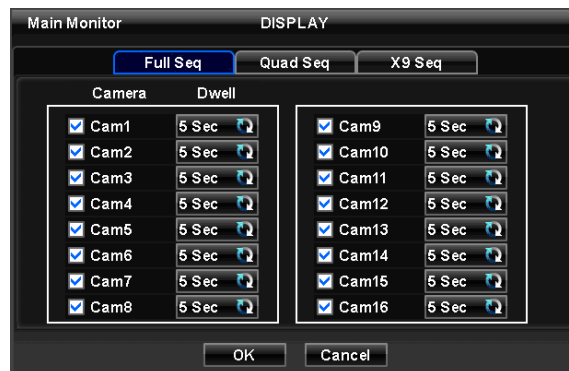 Main Monitor DISPLAY
Full Seq Quad Seq X9 Seq
Camera Dwell
Cam1 5 Sec Cam9 5 Sec
Cam2 5 Sec Cam10 5 Sec
Cam3 5 Sec Cam11 5 Sec
Cam4 5 Sec Cam12 5 Sec
Cam5 5 Sec Cam13 5 Sec
Cam6 5 Sec Cam14 5 Sec
Cam7 5 Sec Cam15 5 Sec
Cam8 5 Sec Cam16 5 Sec
OK Cancel